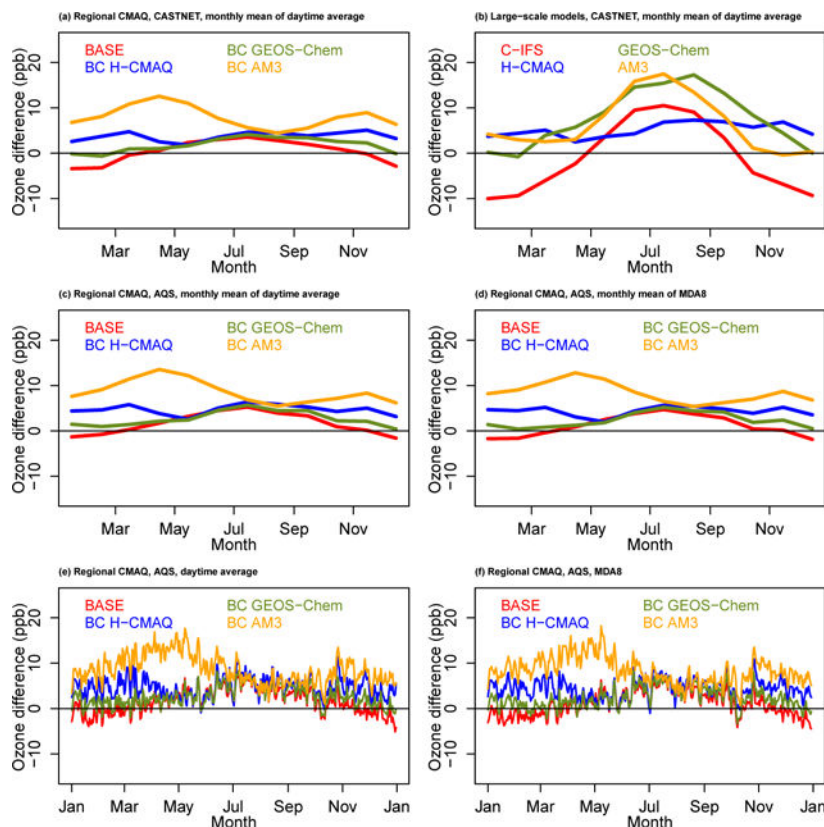 (a) Regional CMAQ, CASTNET, monthly mean of daytime average
BASE BC GEOS−Chem
BC H−CMAQ BC AM3
Ozone difference (ppb)
20
10
0
−10
Mar May Jul Sep Nov
Month
(b) Large−scale models, CASTNET, monthly mean of daytime average
C−IFS GEOS−Chem
H−CMAQ AM3
Ozone difference (ppb)
20
10
0
−10
Mar May Jul Sep Nov
Month
(c) Regional CMAQ, AQS, monthly mean of daytime average
BASE BC GEOS−Chem
BC H−CMAQ BC AM3
Ozone difference (ppb)
20
10
0
−10
Mar May Jul Sep Nov
Month
(d) Regional CMAQ, AQS, monthly mean of MDA8
BASE BC GEOS−Chem
BC H−CMAQ BC AM3
Ozone difference (ppb)
20
10
0
−10
Mar May Jul Sep Nov
Month
(e) Regional CMAQ, AQS, daytime average
BASE BC GEOS−Chem
BC H−CMAQ BC AM3
Ozone difference (ppb)
20
10
0
−10
Jan Mar May Jul Sep Nov Jan
Month
(f) Regional CMAQ, AQS, MDA8
BASE BC GEOS−Chem
BC H−CMAQ BC AM3
Ozone difference (ppb)
20
10
0
−10
Jan Mar May Jul Sep Nov Jan
Month